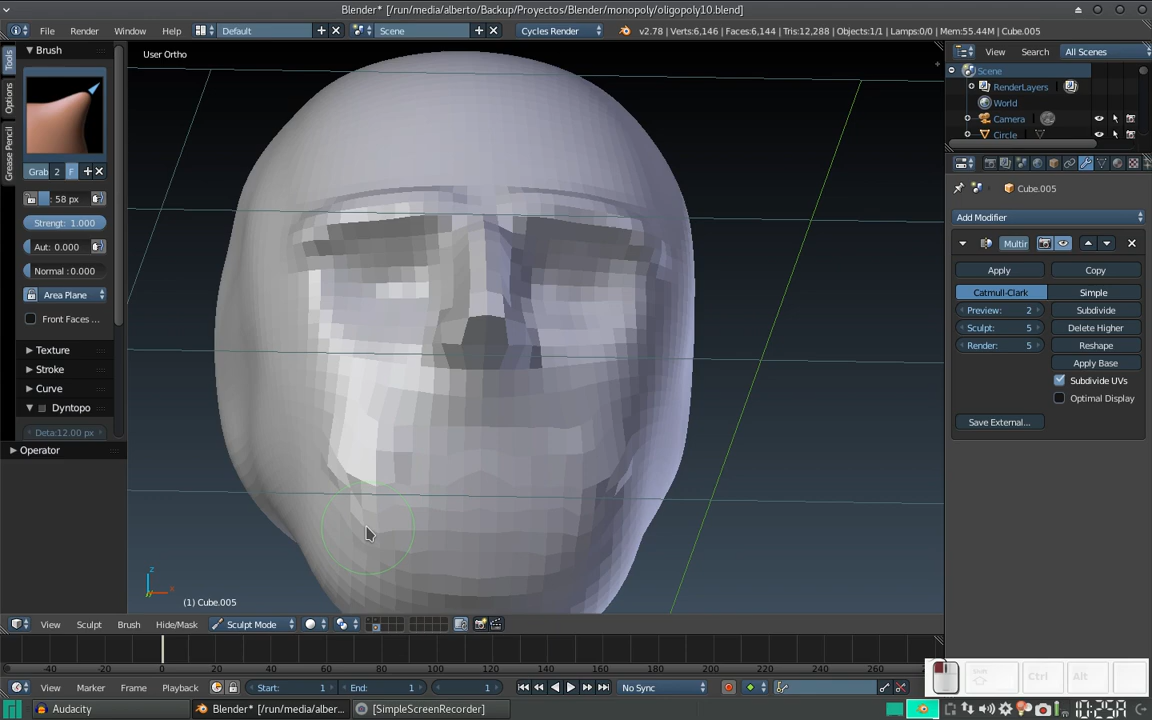 Blender* [/run/media/alberto/Backup/Proyectos/Blender/monopoly/oligopoly10.blend]
File Render Window Help Default Scene Cycles Render v2.78 | Verts:6,146 | Faces:6,144 | Tris:12,288 | Objects:1/1 | Lamps:0/0 | Mem:55.44M | Cube.005
Brush
User Ortho
View Search All Scenes
Scene
RenderLayers
World
Camera
Circle
Tools
Options
Grease Pencil
Grab 2 F
58 px
Strengt: 1.000
Aut: 0.000
Normal: 0.000
Area Plane
Front Faces ...
Texture
Stroke
Curve
Dyntopo
Deta:12.00 px
Operator
Cube.005
Add Modifier
Multir
Apply Copy
Catmull-Clark Simple
Preview: 2 Subdivide
Sculpt: 5 Delete Higher
Render: 5 Reshape
Apply Base
Subdivide UVs
Optimal Display
Save External...
z
x
(1) Cube.005
View Sculpt Brush Hide/Mask Sculpt Mode
-40 -20 0 20 40 60 80 100 120 140 160 180 200 220 240 260
View Marker Frame Playback Start: 1 End: 1 1 No Sync
Shift Ctrl Alt
Audacity Blender* [/run/media/alber... [SimpleScreenRecorder] 10:25A